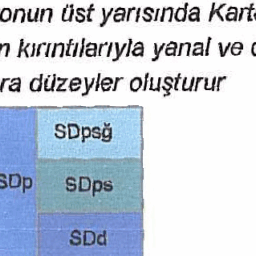 onun üst yarısında Kart
n kırıntılarıyla yanal ve
ra düzeyler oluşturur
SDpsğ
SDp SDps
SDd